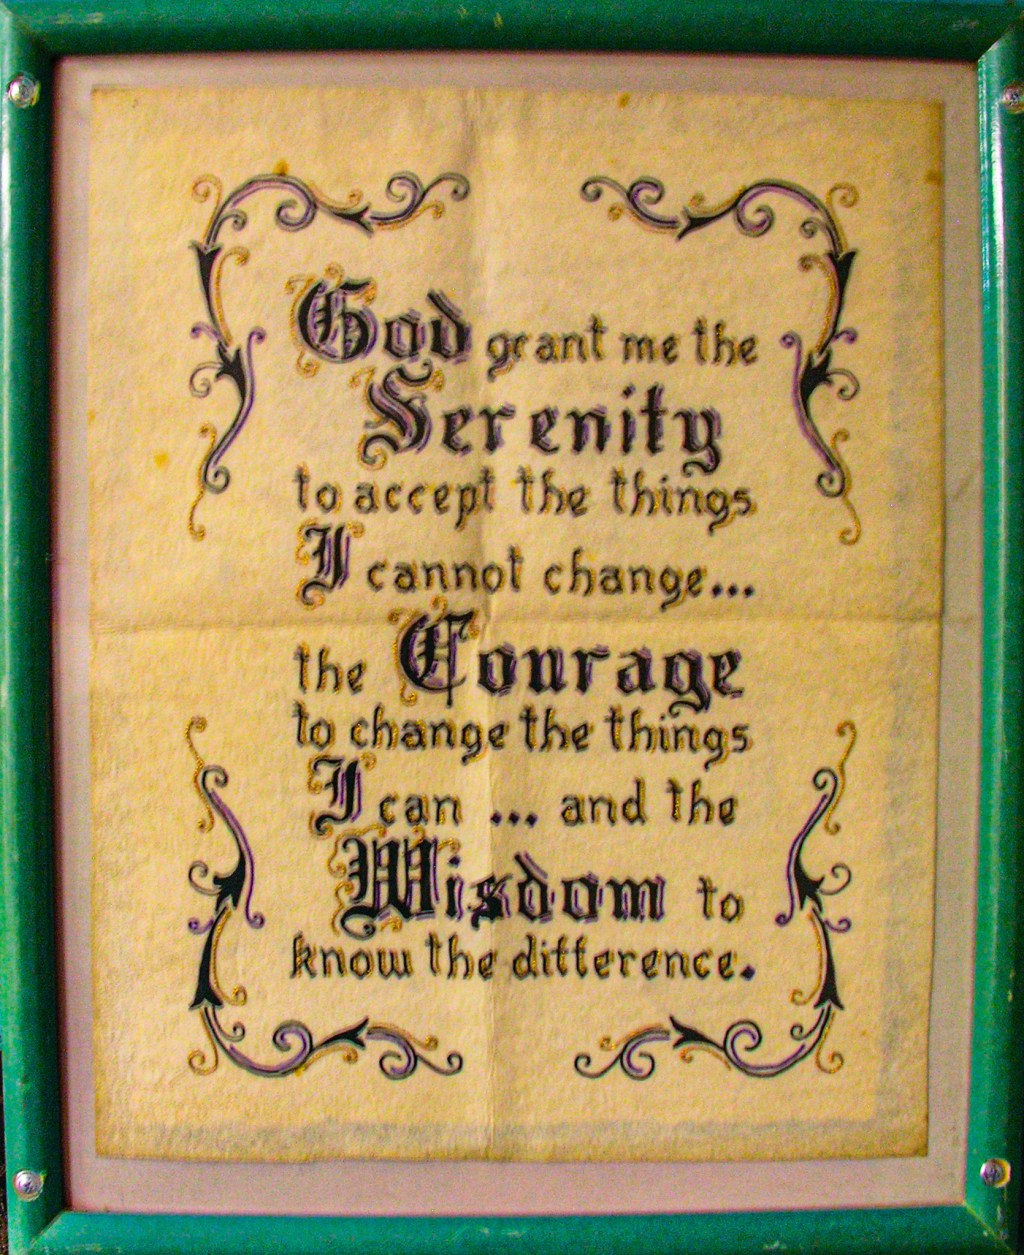 God grant me the
Serenity
to accept the things
I cannot change...
the Courage
to change the things
I can ... and the
Wisdom to
know the difference.